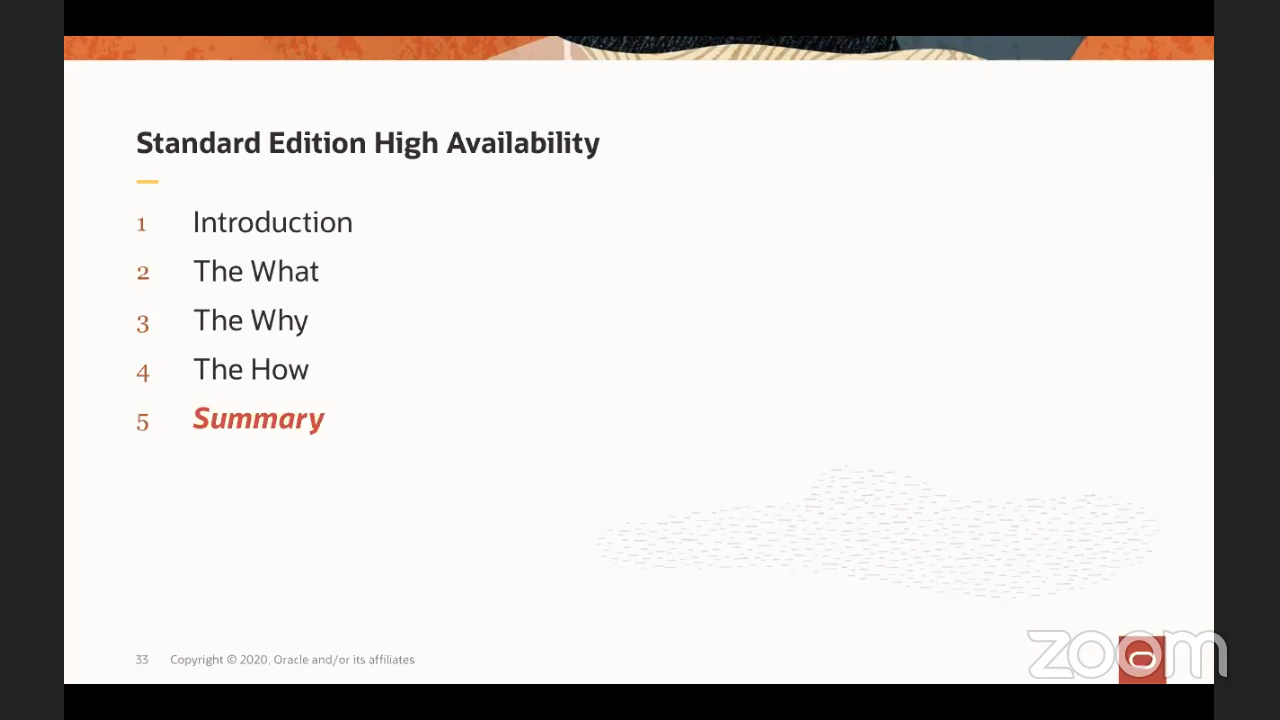 Standard Edition High Availability
1 Introduction
2 The What
3 The Why
4 The How
5 Summary
33 Copyright © 2020, Oracle and/or its affiliates
zoom